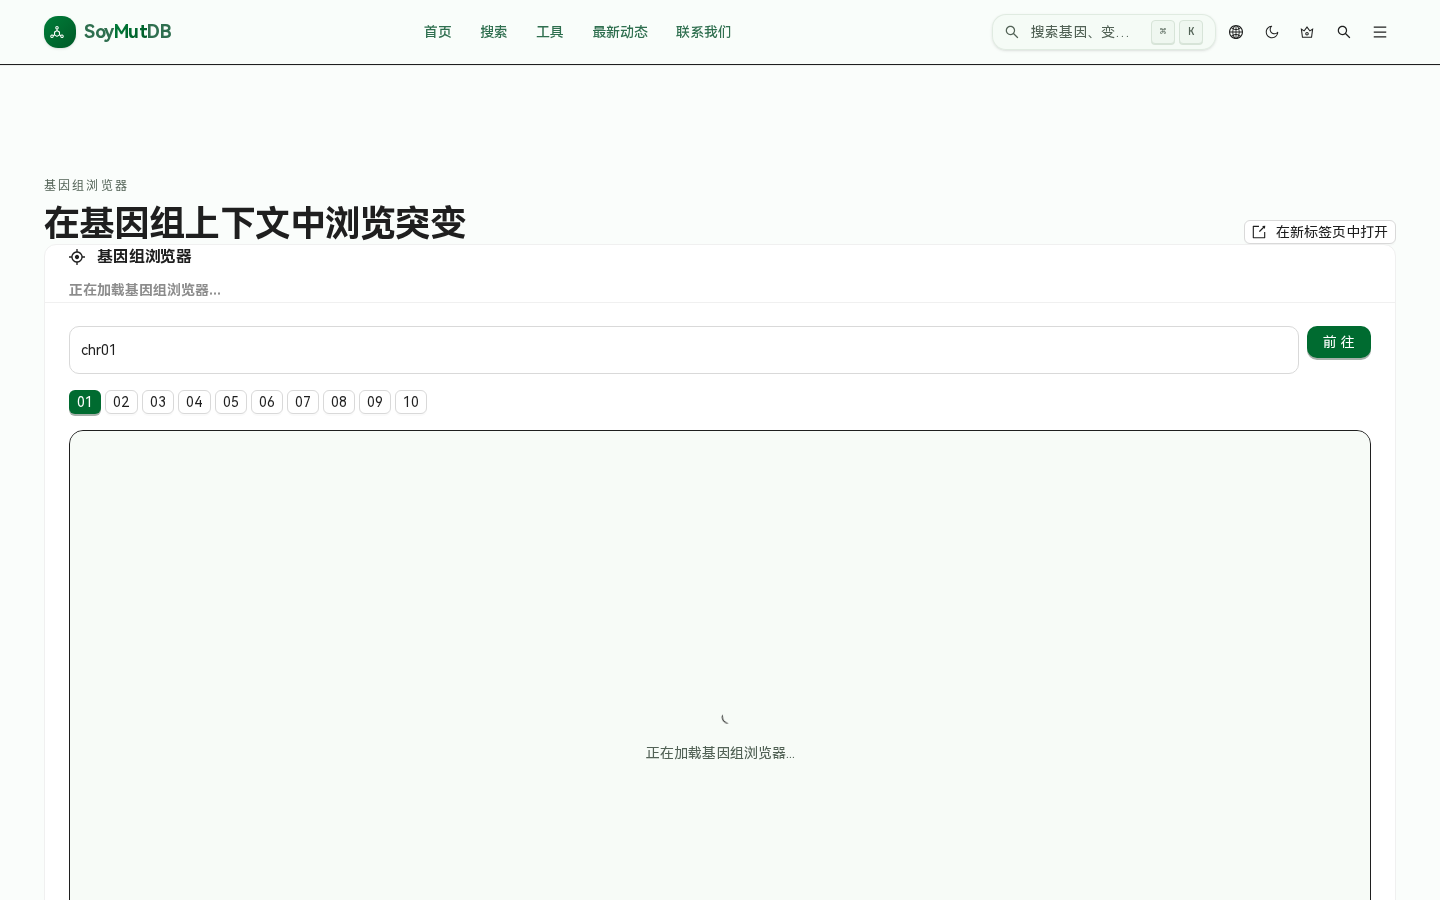 SoyMutDB
首页
搜索
工具
最新动态
联系我们
搜索基因、变...
⌘
K
基因组浏览器
在基因组上下文中浏览突变
在新标签页中打开
基因组浏览器
正在加载基因组浏览器...
chr01
前 往
01
02
03
04
05
06
07
08
09
10
正在加载基因组浏览器...